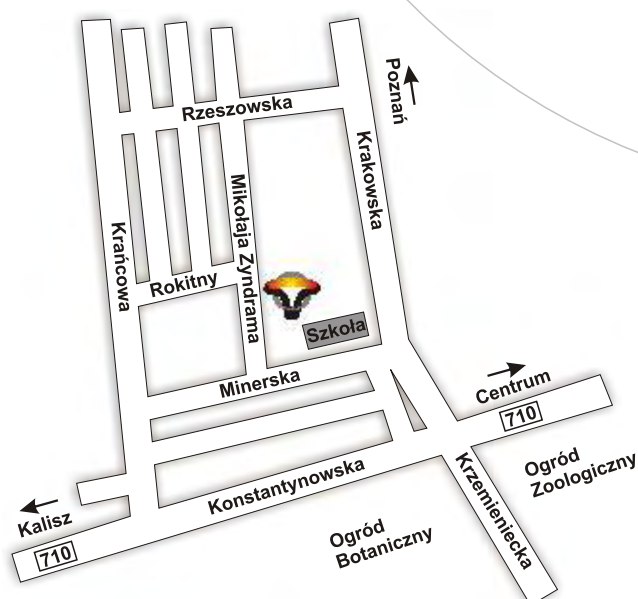 Poznań
Rzeszowska
Krakowska
Mikołaja Zyndrama
Krańcowa
Rokitny
Szkoła
Minerska
Centrum
710
Ogród
Zoologiczny
Krzemieniecka
Konstantynowska
Kalisz
710
Ogród
Botaniczny